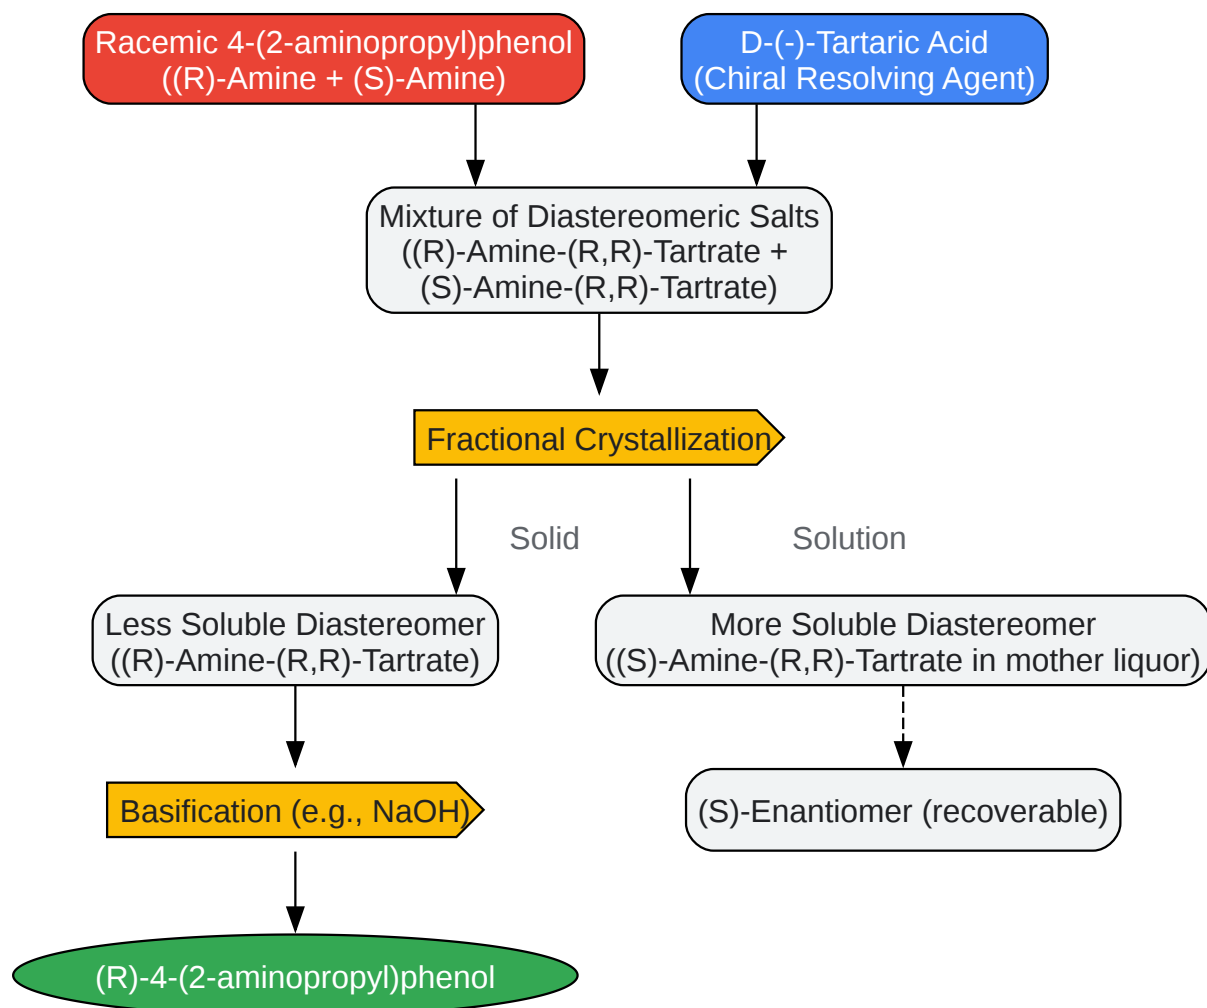 Racemic 4-(2-aminopropyl)phenol
((R)-Amine + (S)-Amine)
D-(-)-Tartaric Acid
(Chiral Resolving Agent)
Mixture of Diastereomeric Salts
((R)-Amine-(R,R)-Tartrate +
(S)-Amine-(R,R)-Tartrate)
Fractional Crystallization
Solid
Solution
Less Soluble Diastereomer
((R)-Amine-(R,R)-Tartrate)
More Soluble Diastereomer
((S)-Amine-(R,R)-Tartrate in mother liquor)
Basification (e.g., NaOH)
(S)-Enantiomer (recoverable)
(R)-4-(2-aminopropyl)phenol